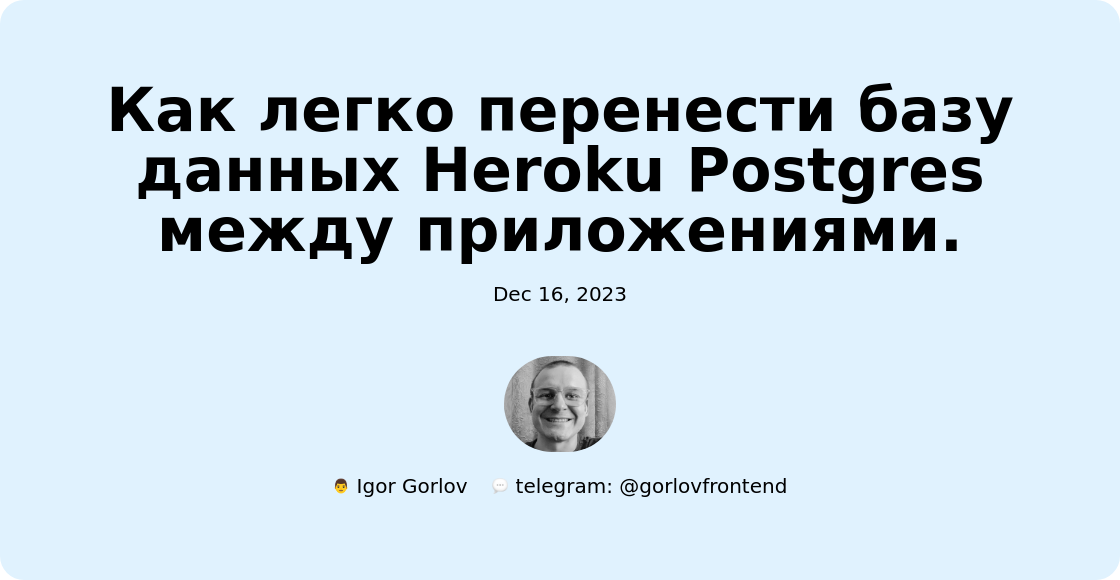 Как легко перенести базу
данных Heroku Postgres
между приложениями.
Dec 16, 2023
Igor Gorlov telegram: @gorlovfrontend